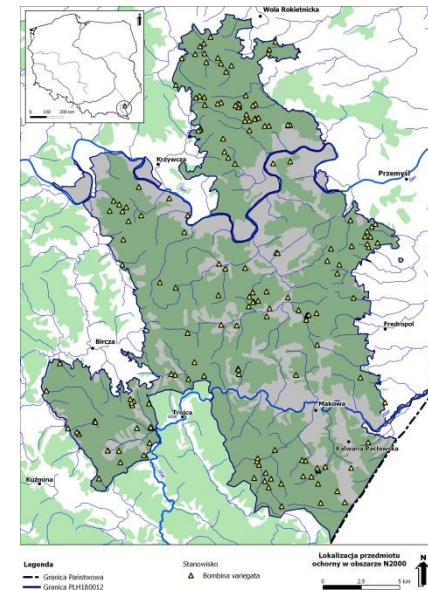 Wola Rokietnicka
0 100 200 km
Krzywcza
Przemyśl
Bircza
Fredropol
Trójca
Makowa
Kalwaria Pacławska
Kuźmina
Legenda
Granica Państwowa
Granica PLH180012
Stanowisko
Bombina variegata
Lokalizacja przedmiotu
ochorny w obszarze N2000
0 2,5 5 km
N